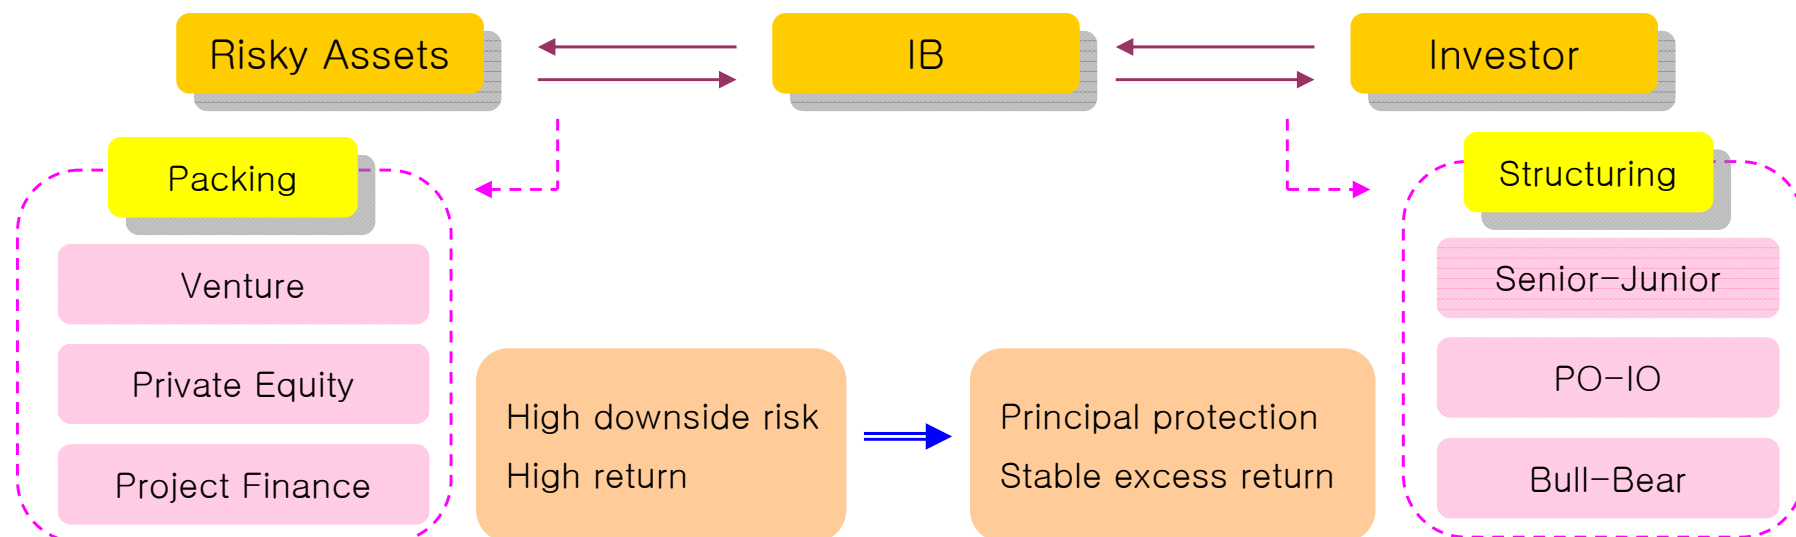 Risky Assets
IB
Investor
Packing
Venture
Private Equity
Project Finance
High downside risk
High return
Principal protection
Stable excess return
Structuring
Senior-Junior
PO-IO
Bull-Bear